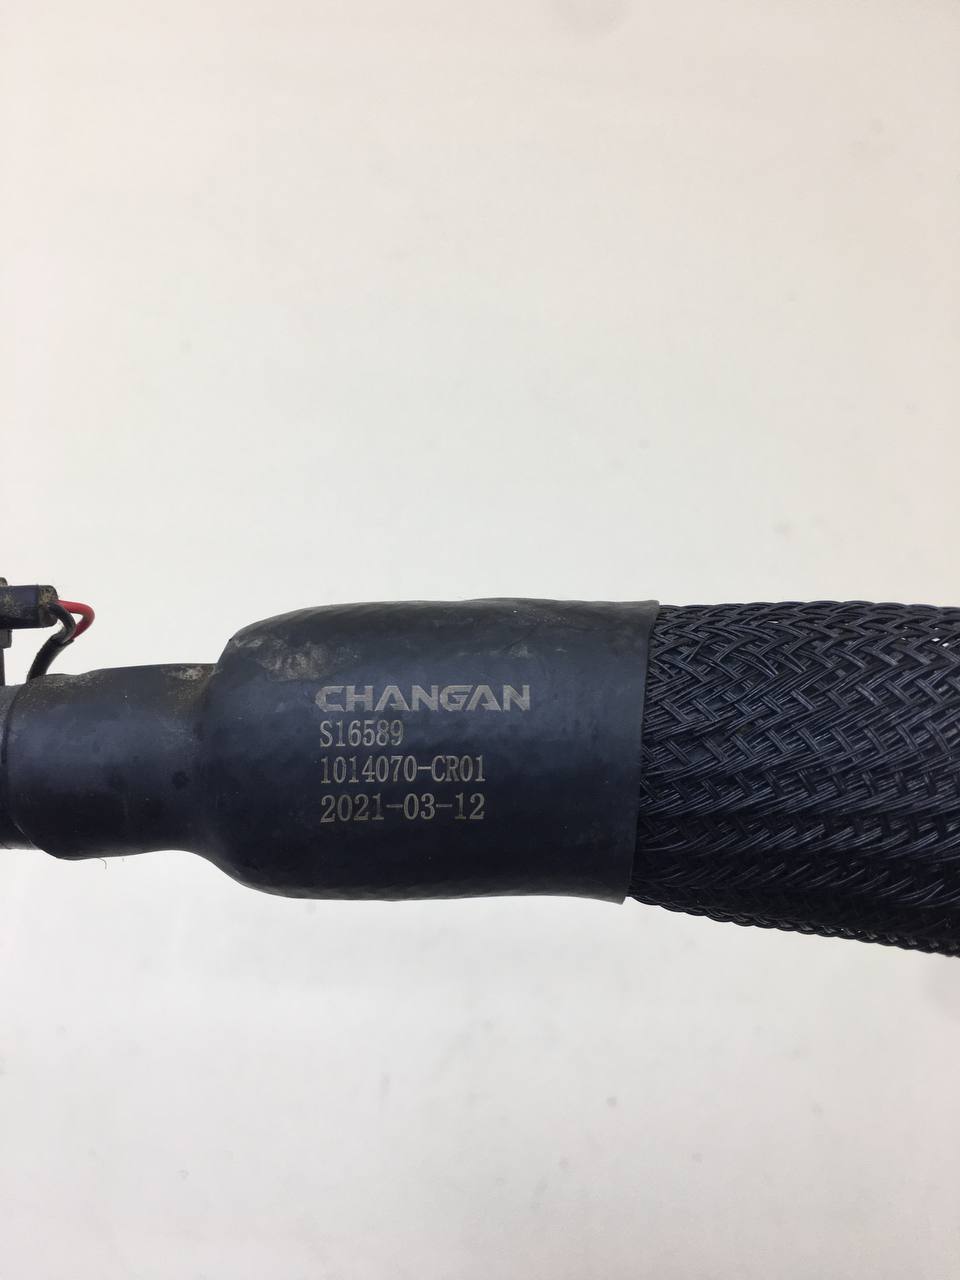 CHANGAN
S16589
1014070-CR01
2021-03-12